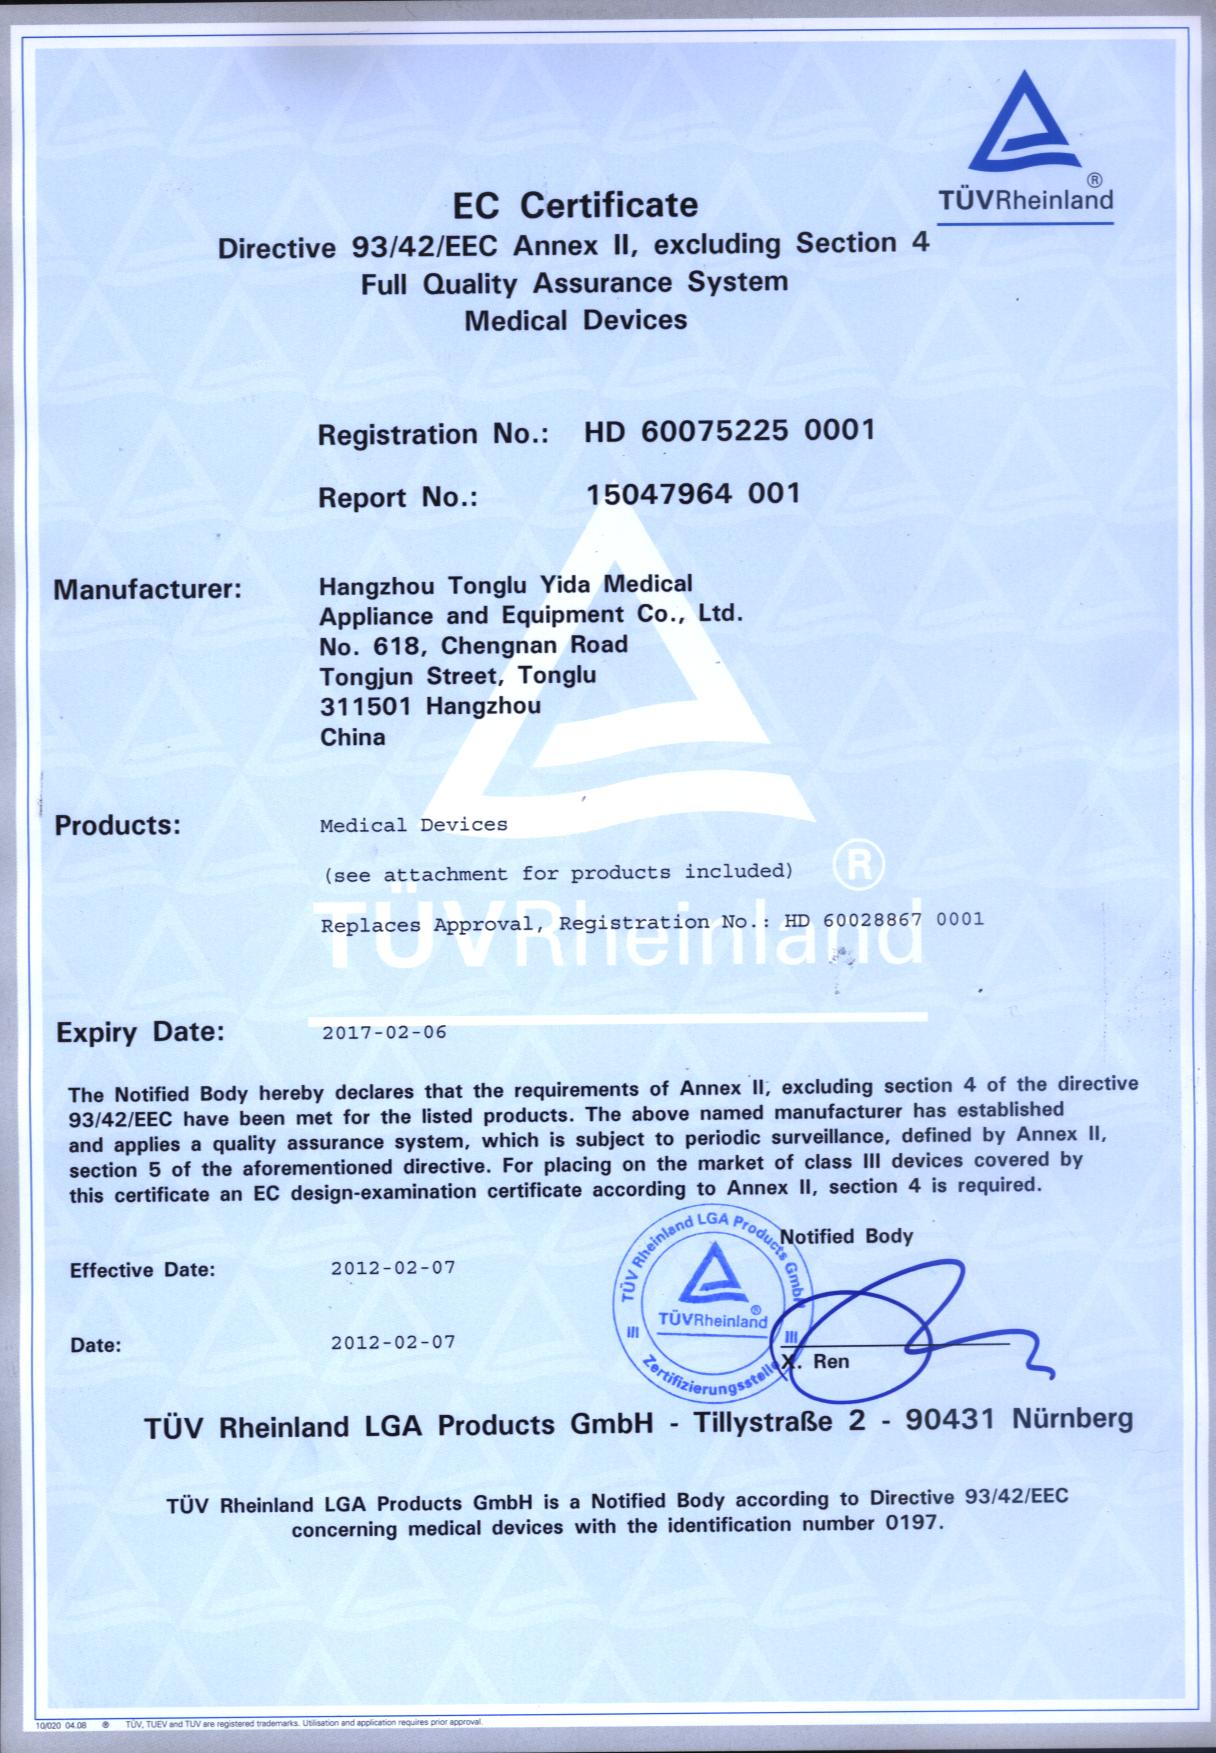 TÜVRheinland®
EC Certificate
Directive 93/42/EEC Annex II, excluding Section 4
Full Quality Assurance System
Medical Devices
Registration No.: HD 60075225 0001
Report No.: 15047964 001
Manufacturer: Hangzhou Tonglu Yida Medical
Appliance and Equipment Co., Ltd.
No. 618, Chengnan Road
Tongjun Street, Tonglu
311501 Hangzhou
China
Products: Medical Devices
(see attachment for products included)
Replaces Approval, Registration No.: HD 60028867 0001
TÜVRheinland®
Expiry Date: 2017-02-06
The Notified Body hereby declares that the requirements of Annex II, excluding section 4 of the directive
93/42/EEC have been met for the listed products. The above named manufacturer has established
and applies a quality assurance system, which is subject to periodic surveillance, defined by Annex II,
section 5 of the aforementioned directive. For placing on the market of class III devices covered by
this certificate an EC design-examination certificate according to Annex II, section 4 is required.
TÜV Rheinland LGA Products GmbH
TÜVRheinland®
III III
Zertifizierungsstelle
Notified Body
Effective Date: 2012-02-07
Date: 2012-02-07
X. Ren
TÜV Rheinland LGA Products GmbH - Tillystraße 2 - 90431 Nürnberg
TÜV Rheinland LGA Products GmbH is a Notified Body according to Directive 93/42/EEC
concerning medical devices with the identification number 0197.
10/020 04.08 ® TÜV, TUEV and TUV are registered trademarks. Utilisation and application requires prior approval.